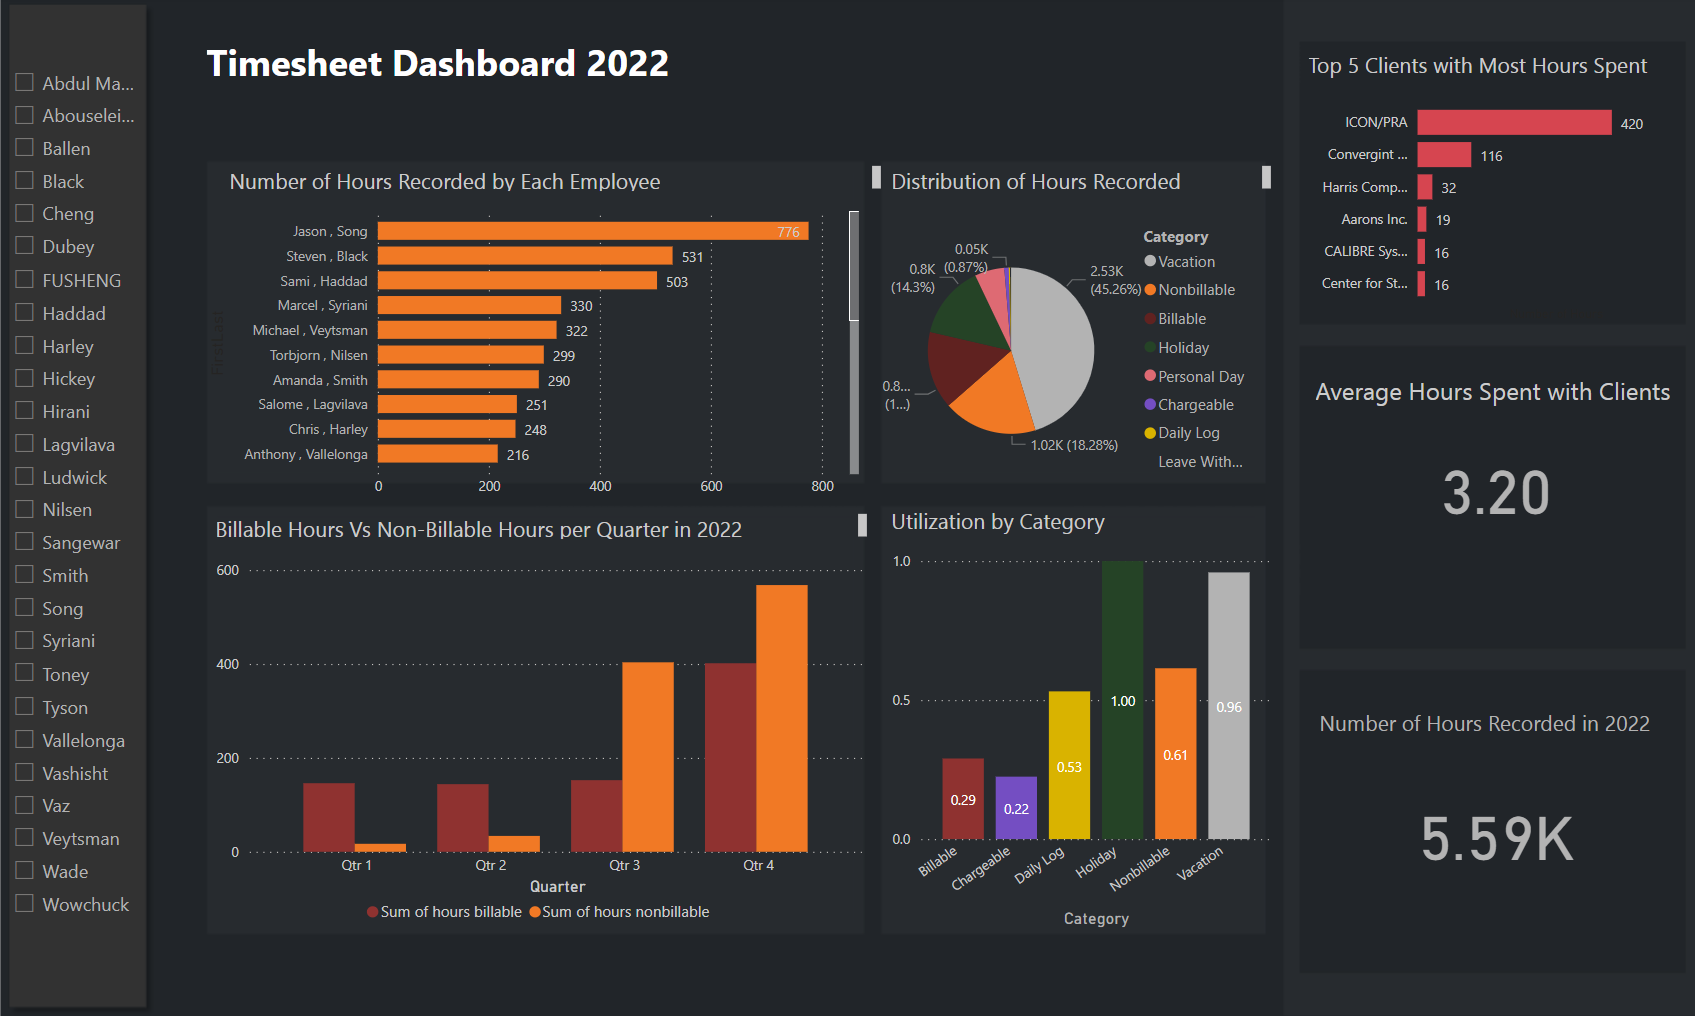 Timesheet Dashboard 2022
Abdul Ma...
Abouselei...
Ballen
Black
Cheng
Dubey
FUSHENG
Haddad
Harley
Hickey
Hirani
Lagvilava
Ludwick
Nilsen
Sangewar
Smith
Song
Syriani
Toney
Tyson
Vallelonga
Vashisht
Vaz
Veytsman
Wade
Wowchuck
Number of Hours Recorded by Each Employee
Jason , Song 776
Steven , Black 531
Sami , Haddad 503
Marcel , Syriani 330
Michael , Veytsman 322
Torbjorn , Nilsen 299
Amanda , Smith 290
Salome , Lagvilava 251
Chris , Harley 248
Anthony , Vallelonga 216
0 200 400 600 800
Distribution of Hours Recorded
0.05K
(0.87%)
0.8K
(14.3%)
2.53K
(45.26%)
0.8...
(1...)
1.02K (18.28%)
Category
Vacation
Nonbillable
Billable
Holiday
Personal Day
Chargeable
Daily Log
Leave With...
Billable Hours Vs Non-Billable Hours per Quarter in 2022
600
400
200
0
Qtr 1 Qtr 2 Qtr 3 Qtr 4
Quarter
Sum of hours billable Sum of hours nonbillable
Utilization by Category
1.0
0.5
0.0
0.29 0.22 0.53 1.00 0.61 0.96
Billable Chargeable Daily Log Holiday Nonbillable Vacation
Category
Top 5 Clients with Most Hours Spent
ICON/PRA 420
Convergint ... 116
Harris Comp... 32
Aarons Inc. 19
CALIBRE Sys... 16
Center for St... 16
Average Hours Spent with Clients
3.20
Number of Hours Recorded in 2022
5.59K